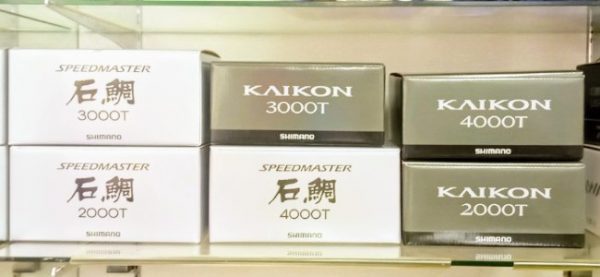 SPEEDMASTER
石鯛
3000T
SHIMANO
KAIKON
3000T
SHIMANO
KAIKON
4000T
SHIMANO
SPEEDMASTER
石鯛
2000T
SPEEDMASTER
石鯛
4000T
KAIKON
2000T
SHIMANO